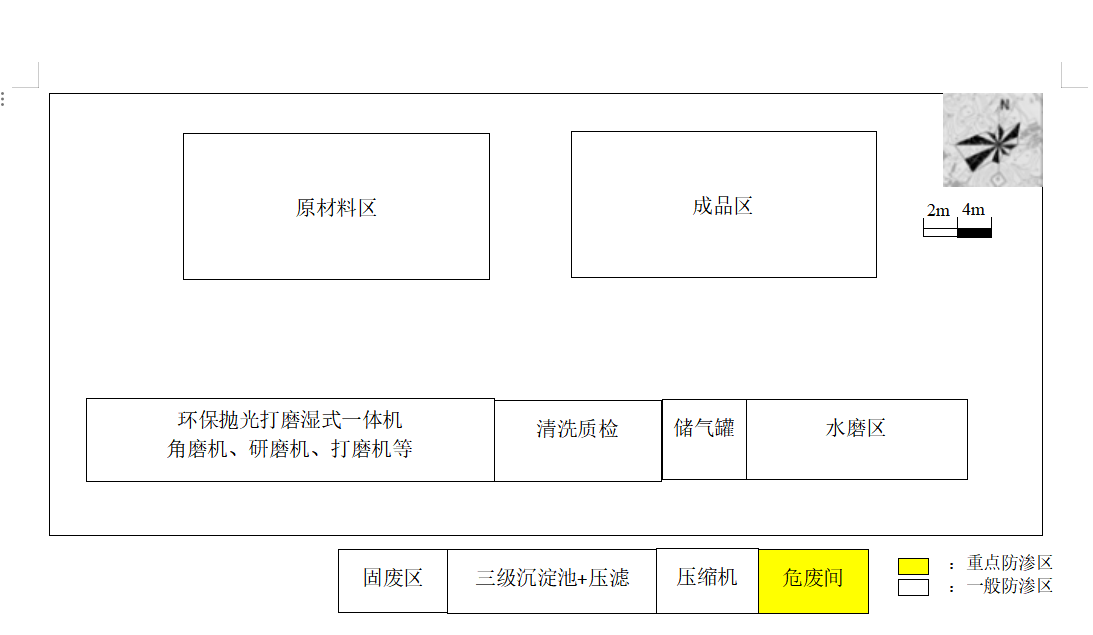 N
原材料区
成品区
2m 4m
环保抛光打磨湿式一体机
角磨机、研磨机、打磨机等
清洗质检
储气罐
水磨区
固废区
三级沉淀池+压滤
压缩机
危废间
：重点防渗区
：一般防渗区